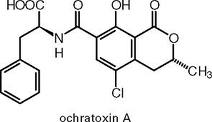 HOOC O OH O
N
H
O
CH₃
Cl
ochratoxin A